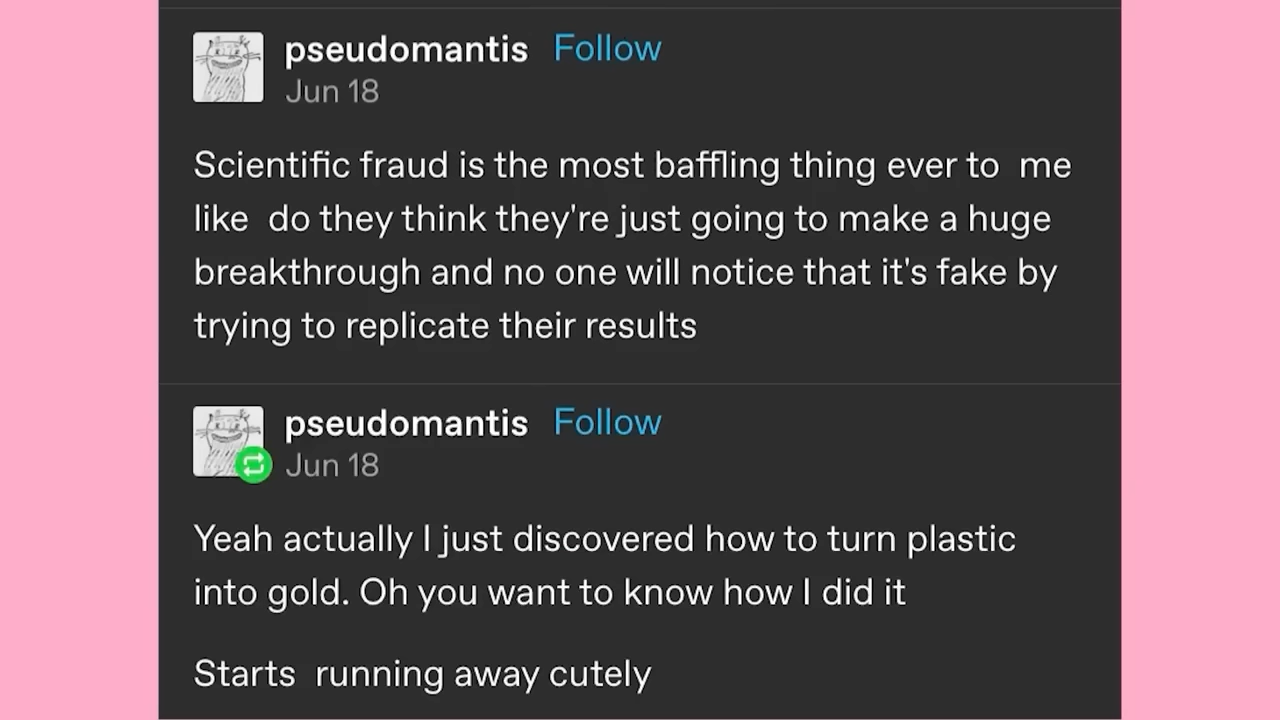 pseudomantis Follow
Jun 18
Scientific fraud is the most baffling thing ever to  me
like  do they think they're just going to make a huge
breakthrough and no one will notice that it's fake by
trying to replicate their results
pseudomantis Follow
Jun 18
Yeah actually I just discovered how to turn plastic
into gold. Oh you want to know how I did it
Starts  running away cutely